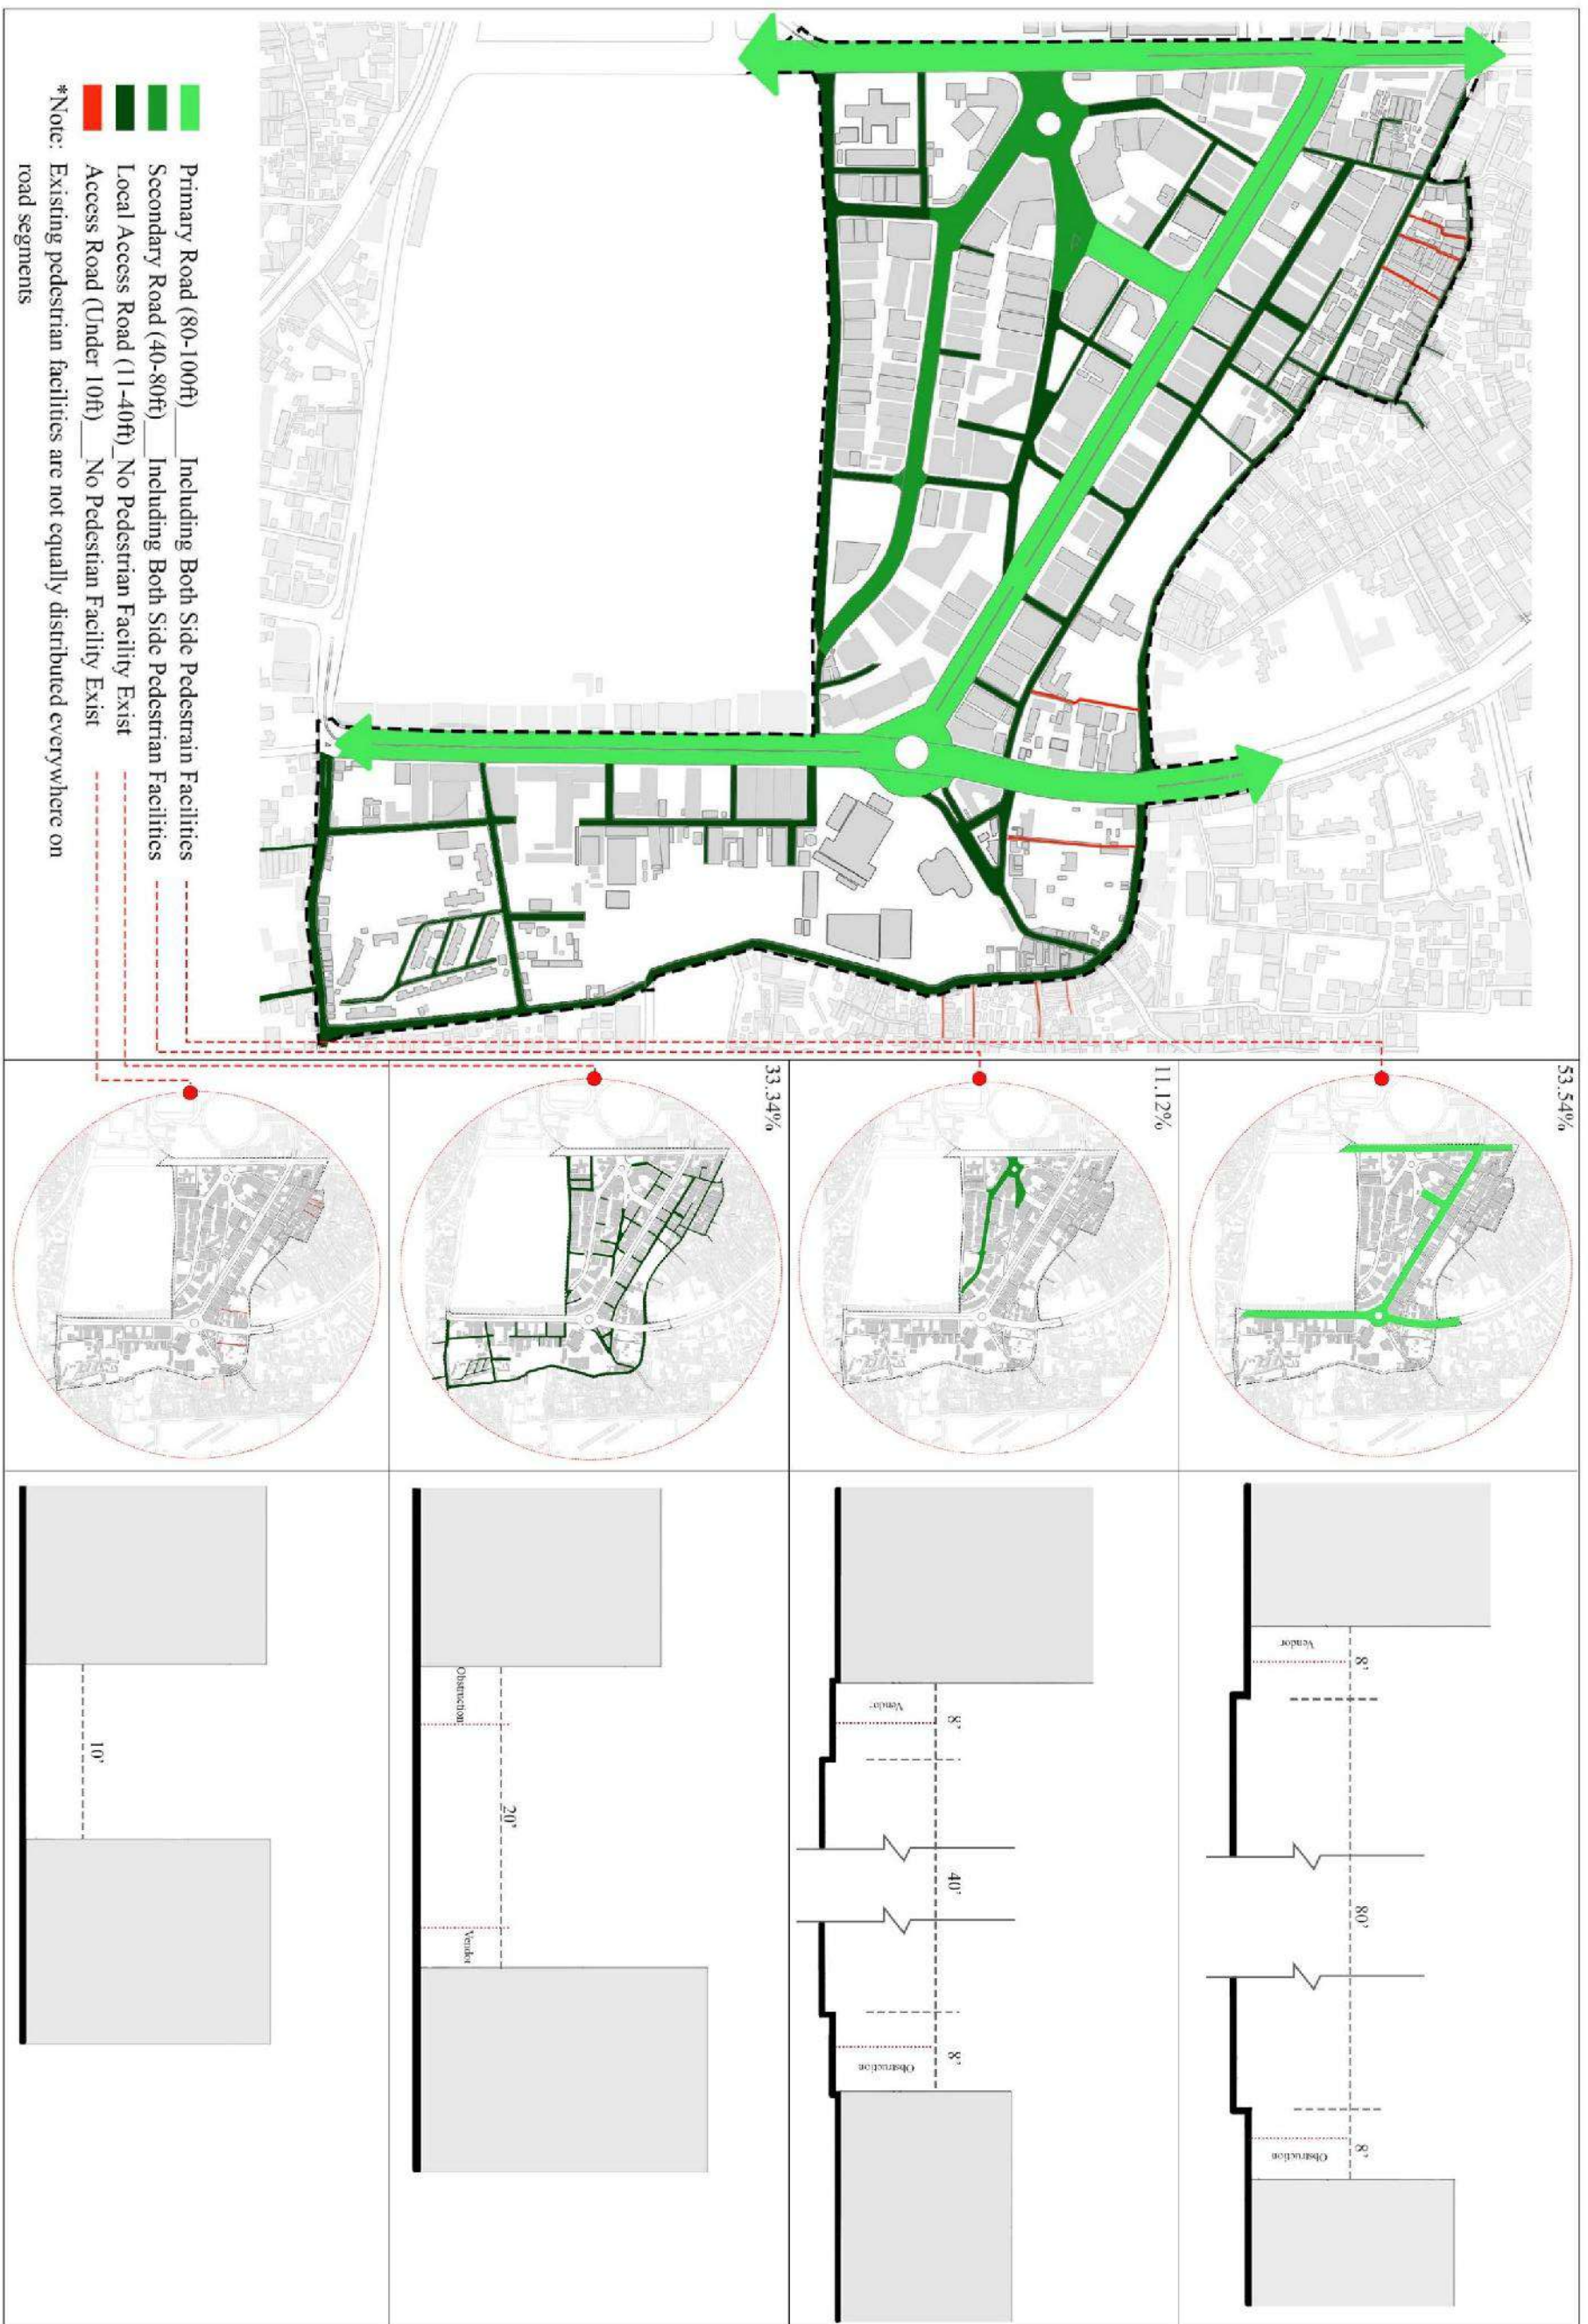 Primary Road (80-100ft)____Including Both Side Pedestrain Facilities
Secondary Road (40-80ft)___Including Both Side Pedestrian Facilities
Local Access Road (11-40ft)_No Pedestrian Facility Exist
Access Road (Under 10ft)___No Pedestian Facility Exist
*Note: Existing pedestrian facilities are not equally distributed everywhere on
road segments
53.54%
Vendor
8'
80'
8'
Obstruction
11.12%
Vendor
8'
40'
8'
Obstruction
33.34%
Obstruction
20'
Vendor
10'